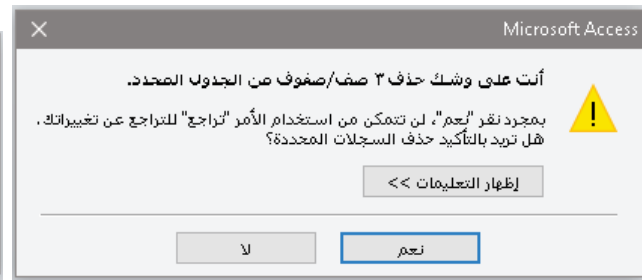 Microsoft Access
أنت على وشك حذف ٣ صف/صفوف من الجدول المحدد.
بمجرد نقر "نعم"، لن تتمكن من استخدام الأمر "تراجع" للتراجع عن تغييراتك.
هل تريد بالتأكيد حذف السجلات المحددة؟
إظهار التعليمات >>
نعم
لا